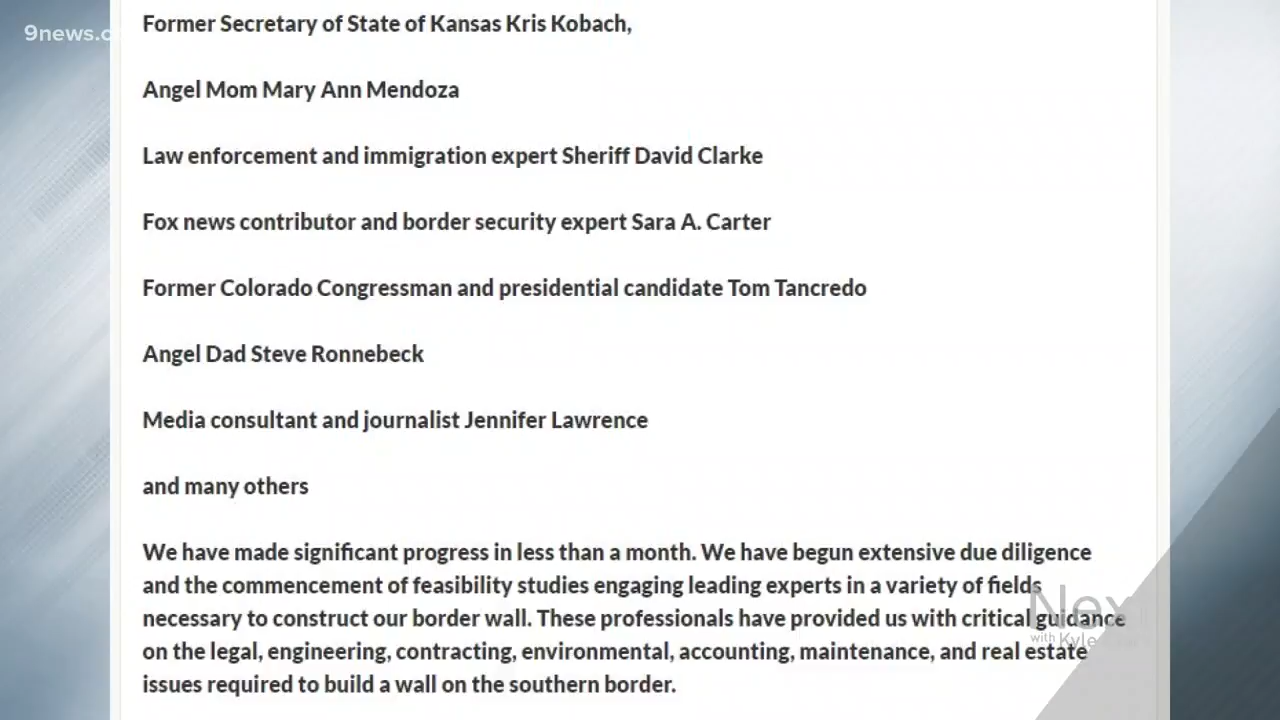 9news.co
Former Secretary of State of Kansas Kris Kobach,
Angel Mom Mary Ann Mendoza
Law enforcement and immigration expert Sheriff David Clarke
Fox news contributor and border security expert Sara A. Carter
Former Colorado Congressman and presidential candidate Tom Tancredo
Angel Dad Steve Ronnebeck
Media consultant and journalist Jennifer Lawrence
and many others
We have made significant progress in less than a month. We have begun extensive due diligence
and the commencement of feasibility studies engaging leading experts in a variety of fields
necessary to construct our border wall. These professionals have provided us with critical guidance
on the legal, engineering, contracting, environmental, accounting, maintenance, and real estate
issues required to build a wall on the southern border.
Nex
with Kyle